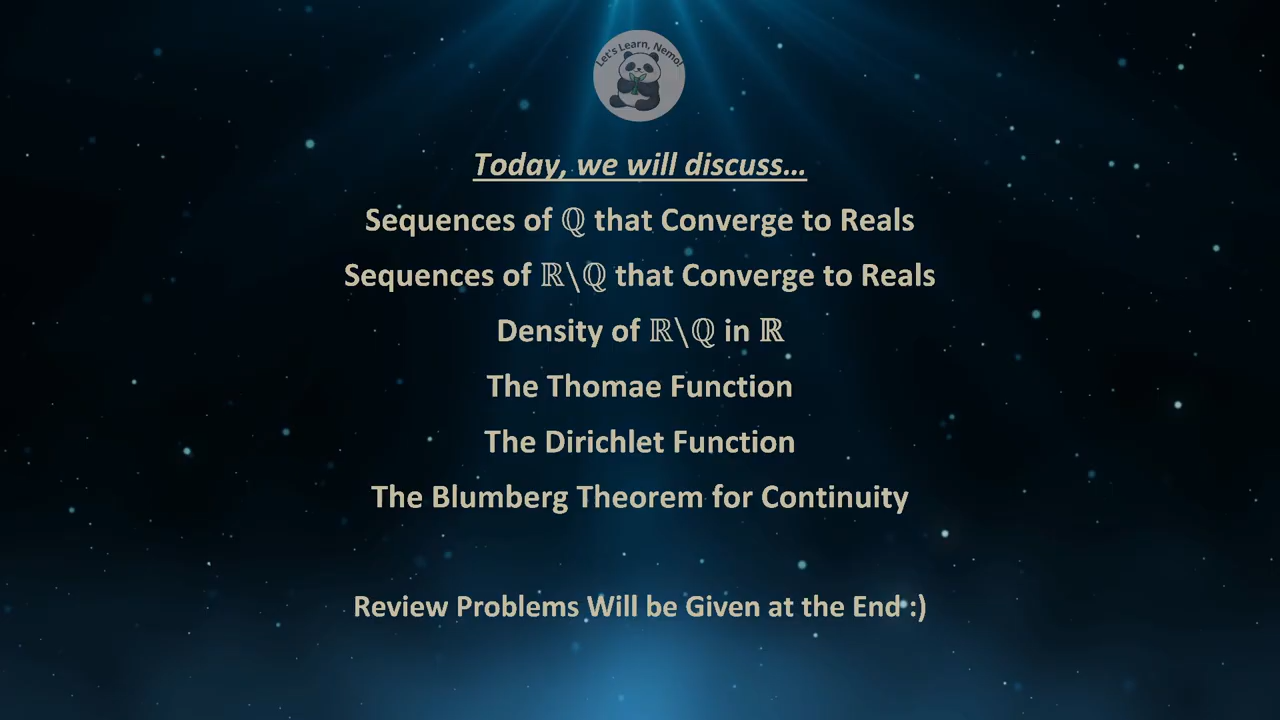 Let's Learn, Nemo!
Today, we will discuss...
Sequences of ℚ that Converge to Reals
Sequences of ℝ\ℚ that Converge to Reals
Density of ℝ\ℚ in ℝ
The Thomae Function
The Dirichlet Function
The Blumberg Theorem for Continuity
Review Problems Will be Given at the End :)